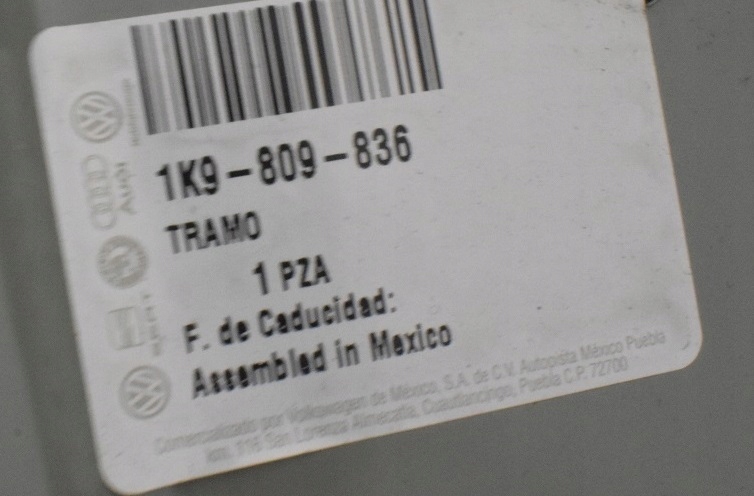 1K9-809-836
TRAMO
1 PZA
F. de Caducidad:
Assembled in Mexico
Comercializado por Volkswagen de México, S.A. de C.V. Autopista México Puebla
km. 116 San Lorenzo Almecatla, Cuautlancingo, Puebla C.P. 72700
Audi